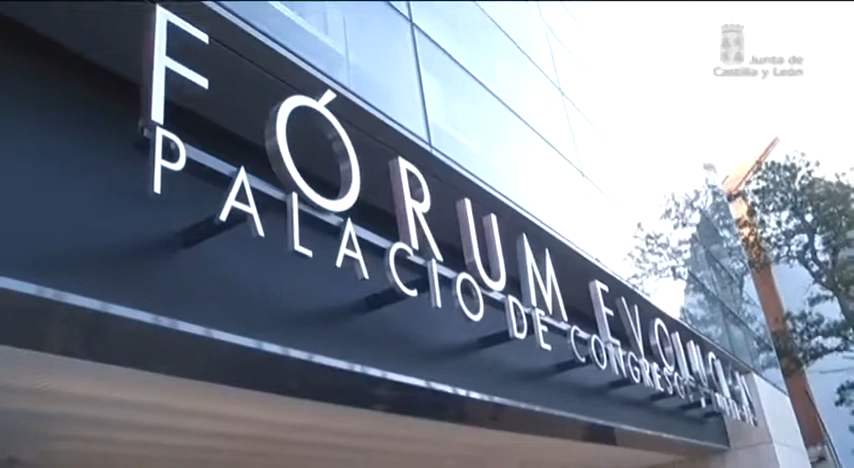 FÓRUM EVOLUCIÓN
PALACIO DE CONGRESOS Y
Junta de
Castilla y León